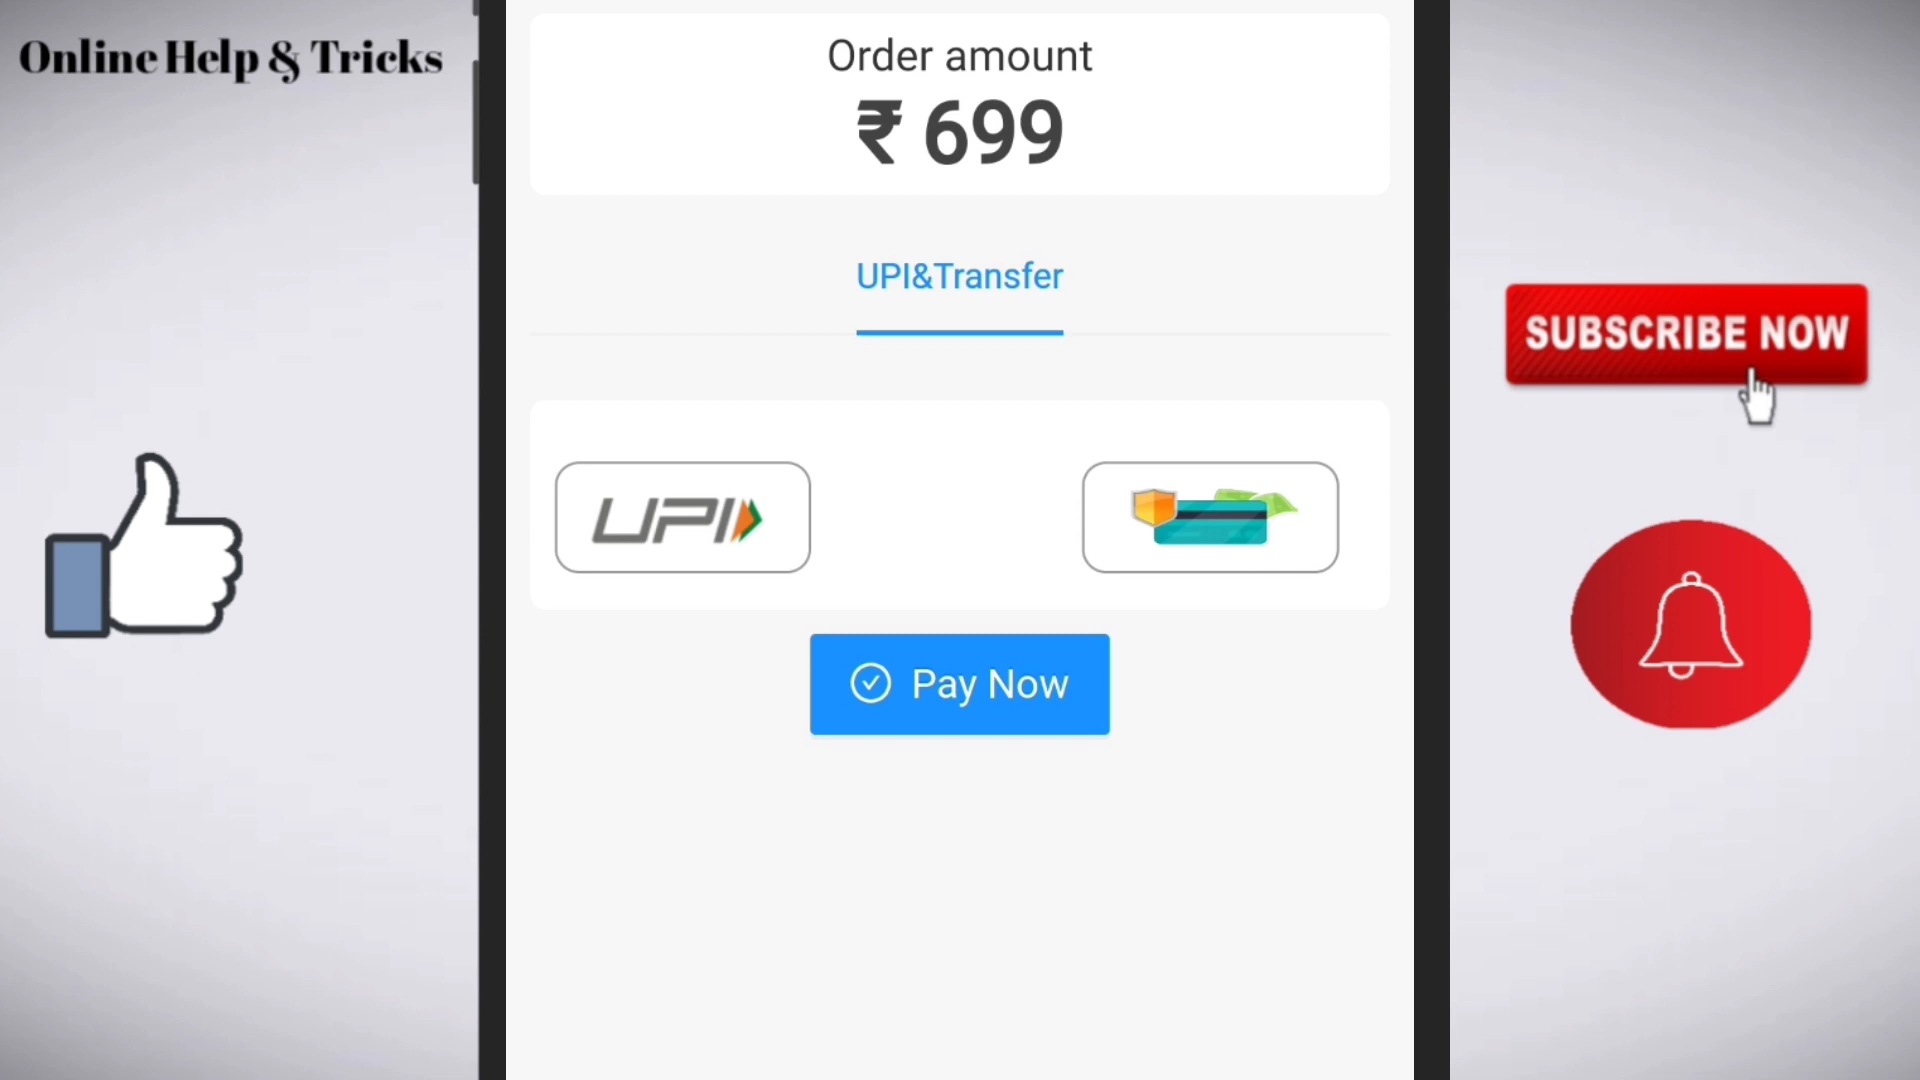 Online Help & Tricks
Order amount
₹ 699
UPI&Transfer
UPI
Pay Now
SUBSCRIBE NOW